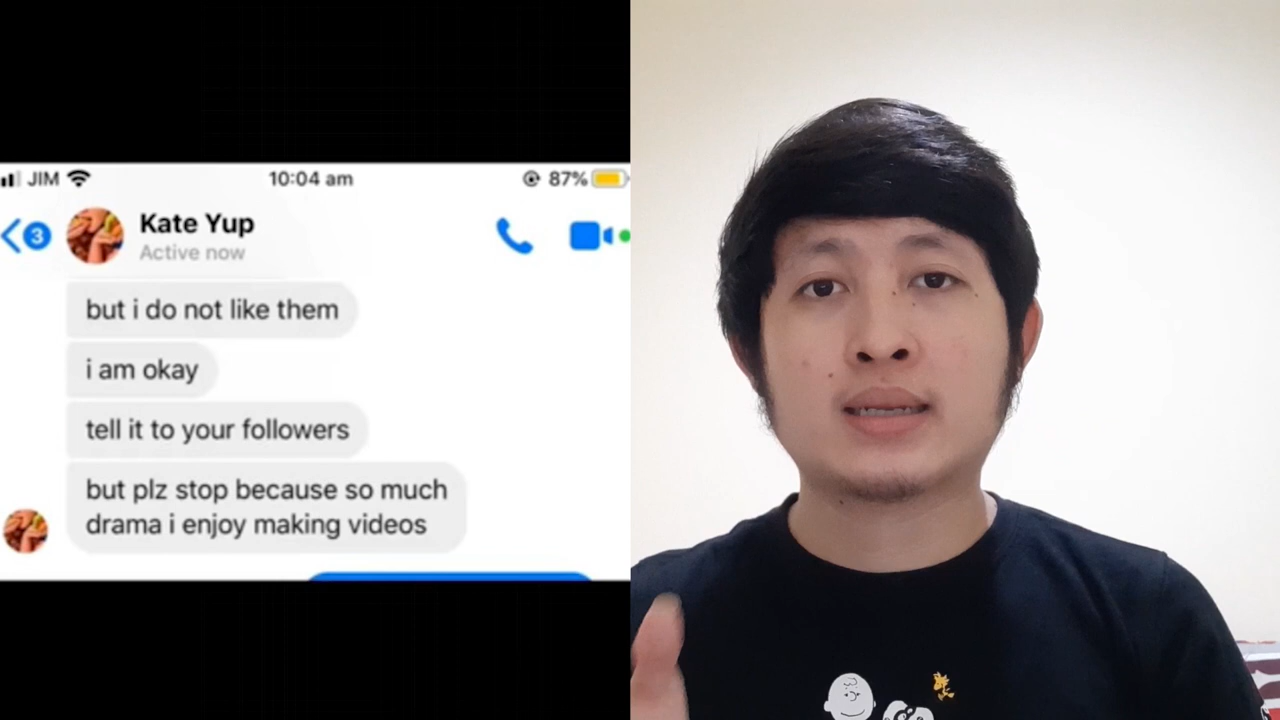 JIM 10:04 am 87%
3 Kate Yup
Active now
but i do not like them
i am okay
tell it to your followers
but plz stop because so much
drama i enjoy making videos